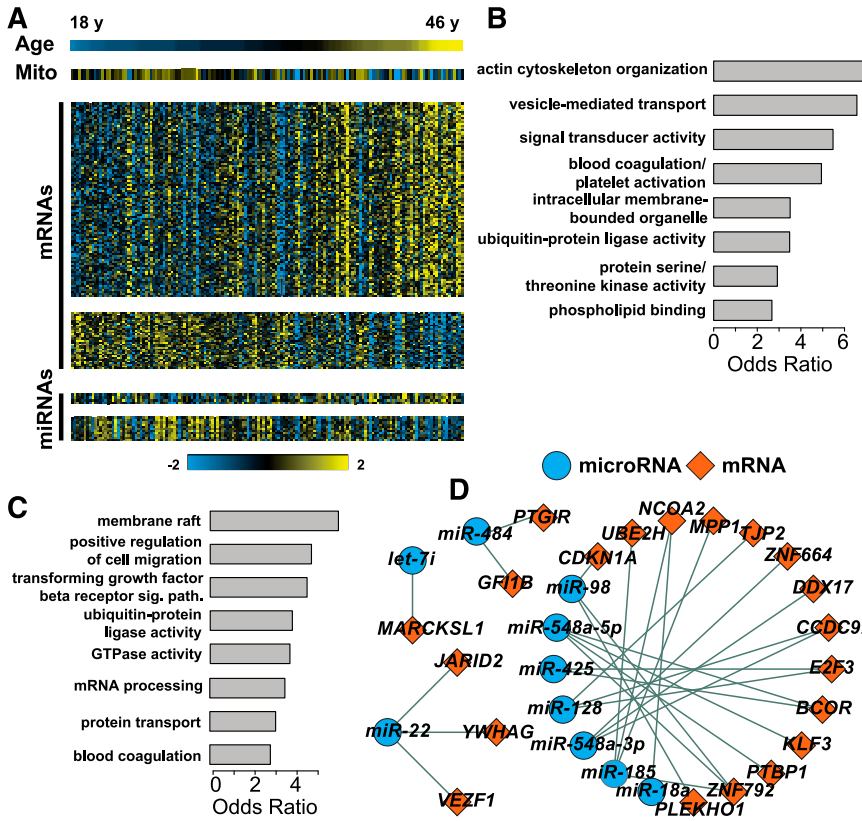 A
18 y
46 y
Age
Mito
mRNAs
miRNAs
-2
2
B
actin cytoskeleton organization
vesicle-mediated transport
signal transducer activity
blood coagulation/
platelet activation
intracellular membrane-
bounded organelle
ubiquitin-protein ligase activity
protein serine/
threonine kinase activity
phospholipid binding
0 2 4 6
Odds Ratio
C
membrane raft
positive regulation
of cell migration
transforming growth factor
beta receptor sig. path.
ubiquitin-protein
ligase activity
GTPase activity
mRNA processing
protein transport
blood coagulation
0 2 4
Odds Ratio
D
microRNA
mRNA
let-7i
MARCKSL1
miR-484
PTGIR
GFI1B
JARID2
miR-22
YWHAG
VEZF1
CDKN1A
UBE2H
NCOA2
MPP1
TJP2
ZNF664
DDX17
CCDC9
E2F3
BCOR
KLF3
PTBP1
ZNF792
PLEKHO1
miR-98
miR-548a-5p
miR-425
miR-128
miR-548a-3p
miR-185
miR-18a